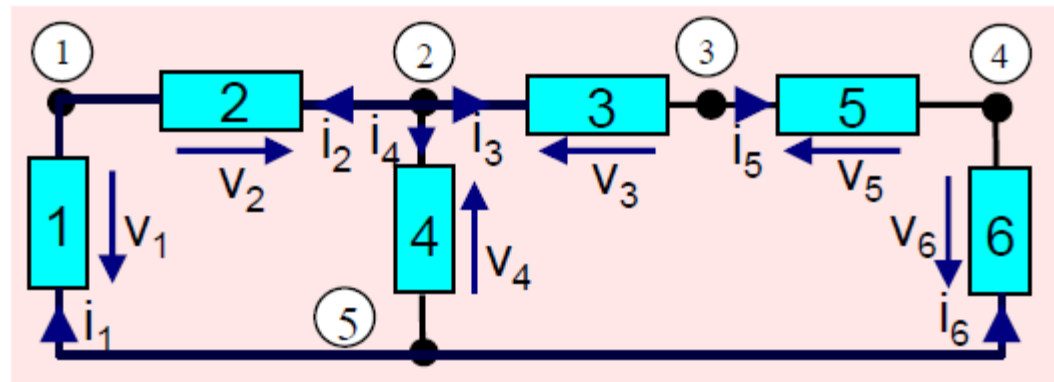 1 2 3 4
2 3 5
i₂ i₄ i₃ i₅
v₂ v₃ v₅
1 v₁ 4 v₄ v₆ 6
i₁ 5 i₆